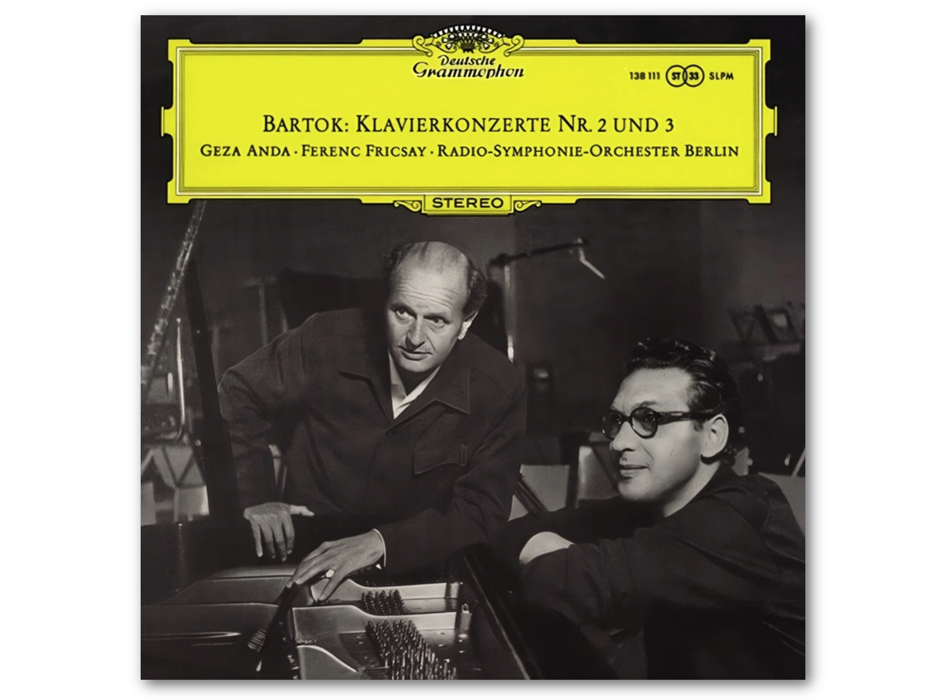 Deutsche
Grammophon
138 111 ST 33 SLPM
BARTOK: KLAVIERKONZERTE NR. 2 UND 3
GEZA ANDA · FERENC FRICSAY · RADIO-SYMPHONIE-ORCHESTER BERLIN
STEREO